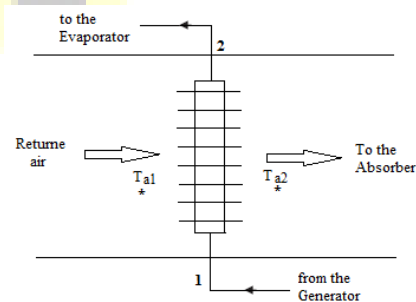 to the
Evaporator
2
Returne
air
Ta1
*
Ta2
*
To the
Absorber
1
from the
Generator